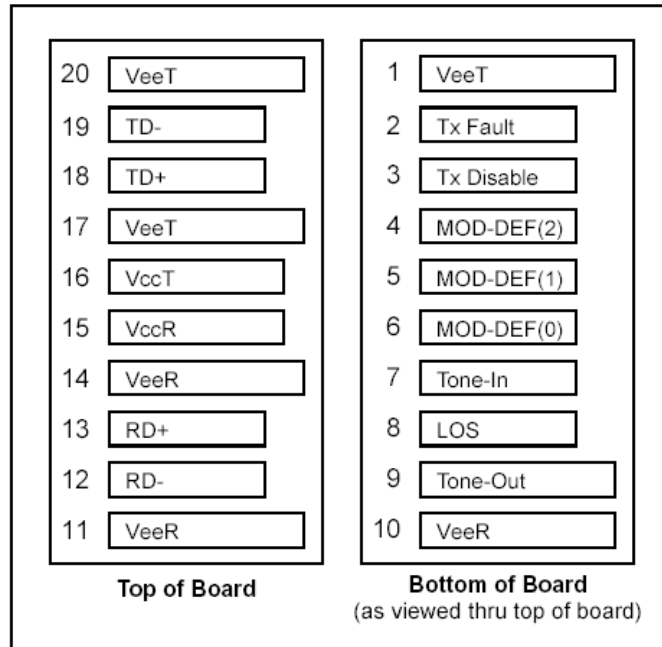 20 VeeT
19 TD-
18 TD+
17 VeeT
16 VccT
15 VccR
14 VeeR
13 RD+
12 RD-
11 VeeR
Top of Board
1 VeeT
2 Tx Fault
3 Tx Disable
4 MOD-DEF(2)
5 MOD-DEF(1)
6 MOD-DEF(0)
7 Tone-In
8 LOS
9 Tone-Out
10 VeeR
Bottom of Board
(as viewed thru top of board)